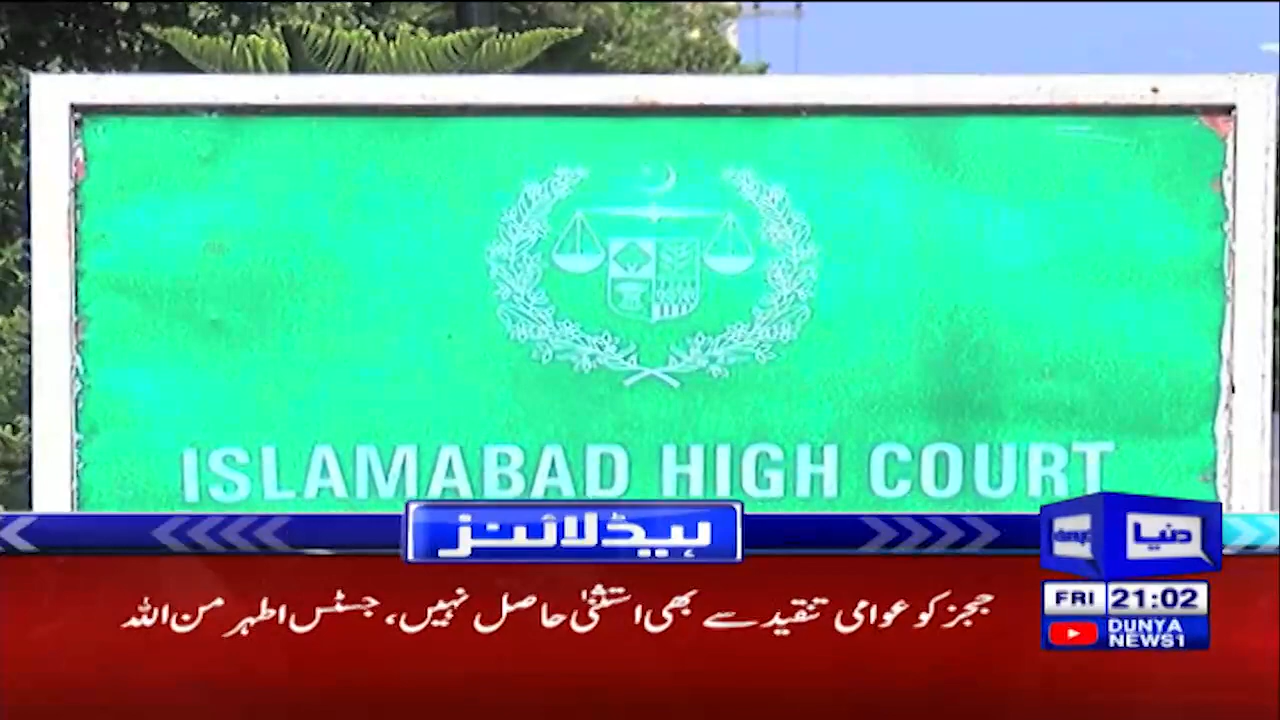 ISLAMABAD HIGH COURT
ہیڈلائنز
دنیا
ججز کو عوامی تنقید سے بھی استثنیٰ حاصل نہیں، جسٹس اطہر من اللہ
FRI 21:02
DUNYA
NEWS1